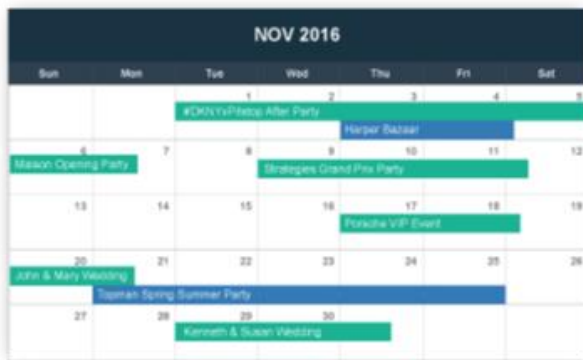 NOV 2016
Sun Mon Tue Wed Thu Fri Sat
1 2 3 4 5
After Party
Harper Bazaar
6 7 8 9 10 11 12
Maison Opening Party
Strategies Grand Prix Party
13 14 15 16 17 18 19
Porsche VIP Event
20 21 22 23 24 25 26
John & Mary Wedding
Topman Spring Summer Party
27 28 29 30
Kenneth & Susan Wedding